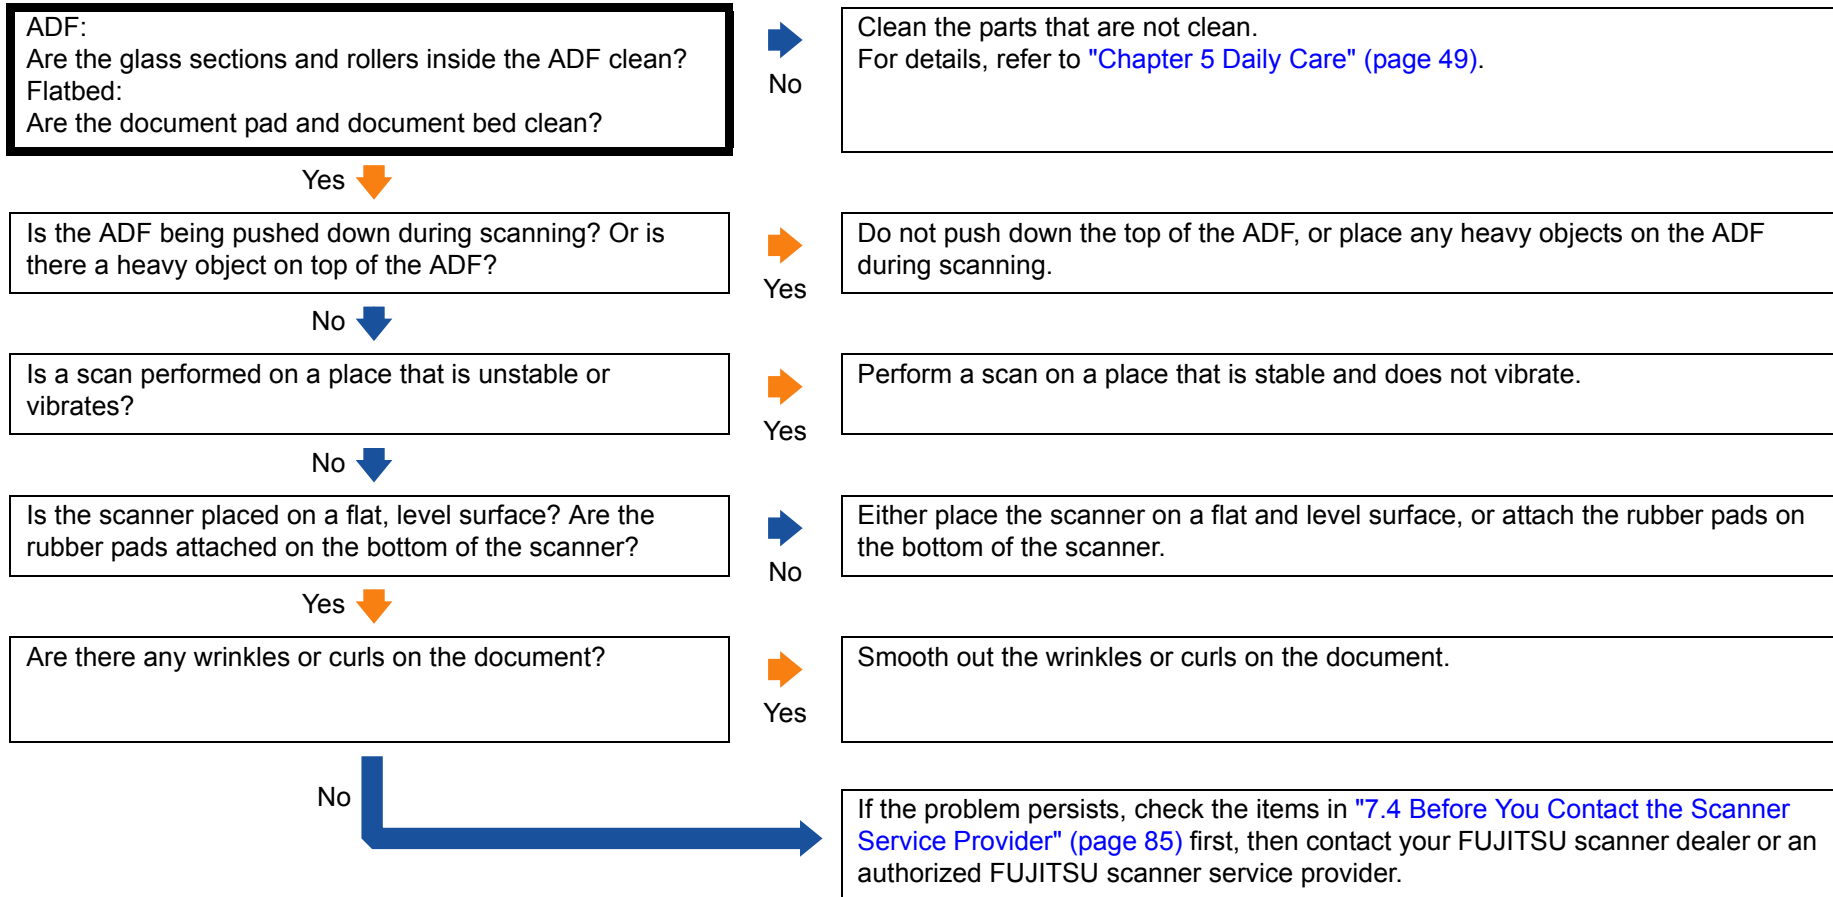 ADF:
Are the glass sections and rollers inside the ADF clean?
Flatbed:
Are the document pad and document bed clean?
No
Clean the parts that are not clean.
For details, refer to "Chapter 5 Daily Care" (page 49).
Yes
Is the ADF being pushed down during scanning? Or is
there a heavy object on top of the ADF?
Yes
Do not push down the top of the ADF, or place any heavy objects on the ADF
during scanning.
No
Is a scan performed on a place that is unstable or
vibrates?
Yes
Perform a scan on a place that is stable and does not vibrate.
No
Is the scanner placed on a flat, level surface? Are the
rubber pads attached on the bottom of the scanner?
No
Either place the scanner on a flat and level surface, or attach the rubber pads on
the bottom of the scanner.
Yes
Are there any wrinkles or curls on the document?
Yes
Smooth out the wrinkles or curls on the document.
No
If the problem persists, check the items in "7.4 Before You Contact the Scanner
Service Provider" (page 85) first, then contact your FUJITSU scanner dealer or an
authorized FUJITSU scanner service provider.